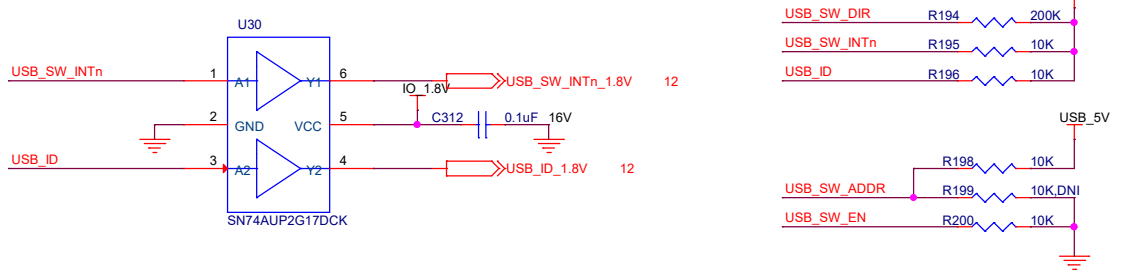 U30
USB_SW_INTn 1 A1 Y1 6 USB_SW_INTn_1.8V 12
IO_1.8V
2 GND VCC 5 C312 0.1uF 16V
USB_ID 3 A2 Y2 4 USB_ID_1.8V 12
SN74AUP2G17DCK
USB_SW_DIR R194 200K
USB_SW_INTn R195 10K
USB_ID R196 10K
USB_5V
R198 10K
USB_SW_ADDR R199 10K,DNI
USB_SW_EN R200 10K